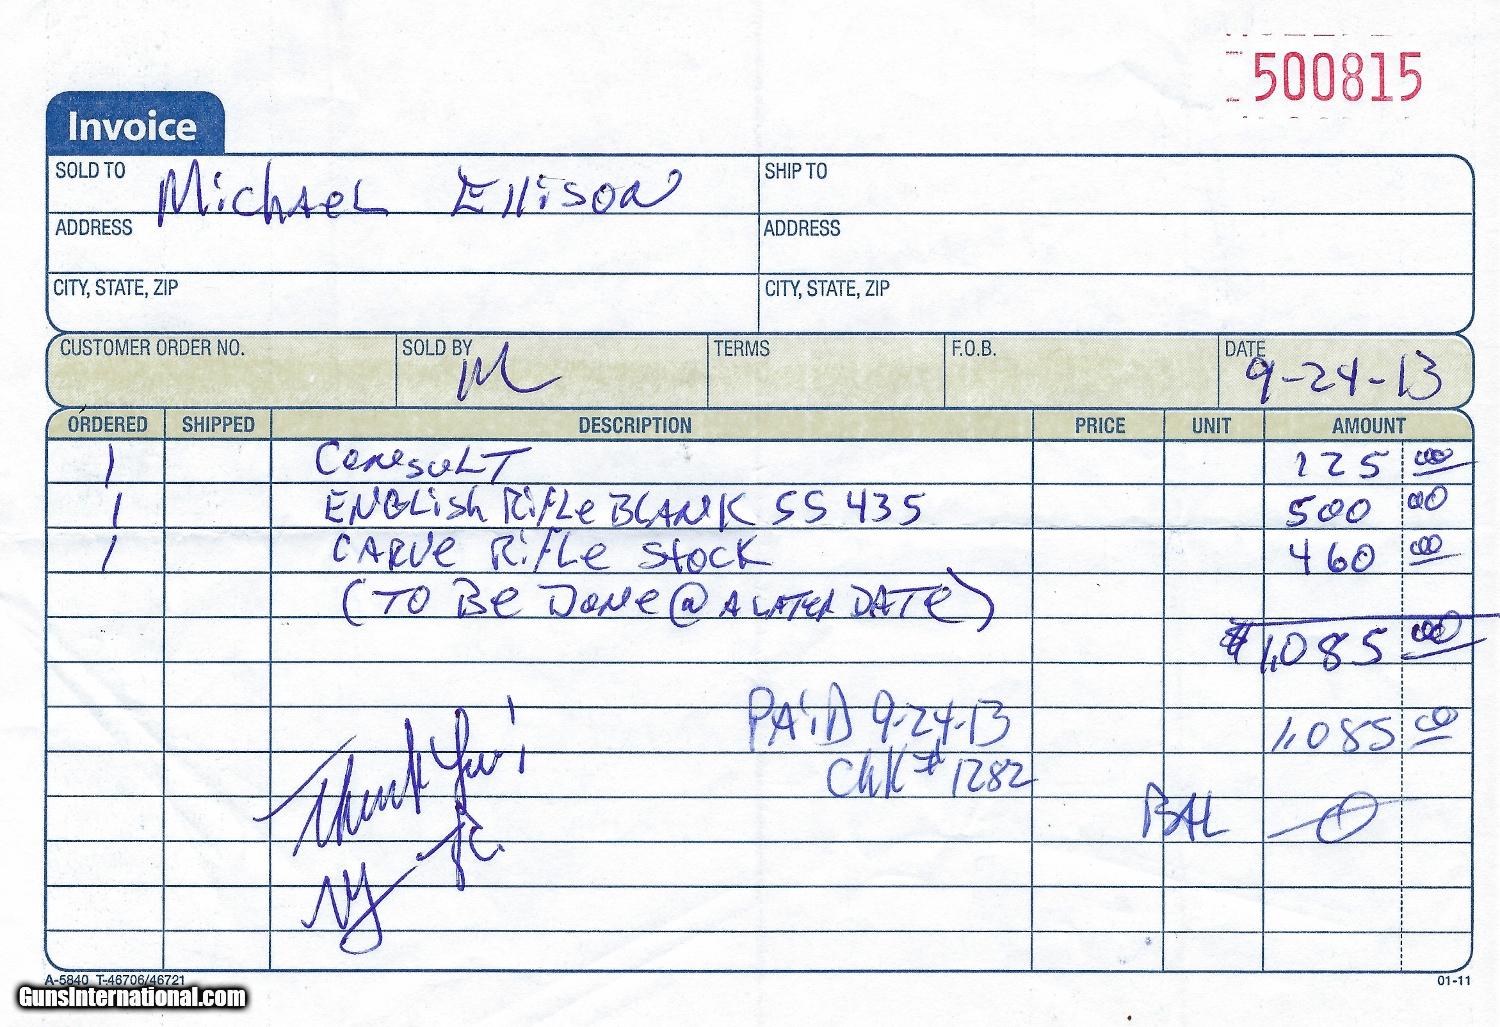 500815
Invoice
SOLD TO Michael Ellison SHIP TO
ADDRESS ADDRESS
CITY, STATE, ZIP CITY, STATE, ZIP
CUSTOMER ORDER NO. SOLD BY M TERMS F.O.B. DATE 9-24-13
ORDERED SHIPPED DESCRIPTION PRICE UNIT AMOUNT
1 Consult 125 00
1 ENGLish RifLe BLANK SS 435 500 00
1 CARVe RifLe Stock 460 00
(TO Be DONe @ A LATER DATe)
$1,085 00
PAiD 9-24-13 1,085 00
Chk # 1282
BAL 0
Thank You!
A-5840 T-46706/46721 01-11
GunsInternational.com